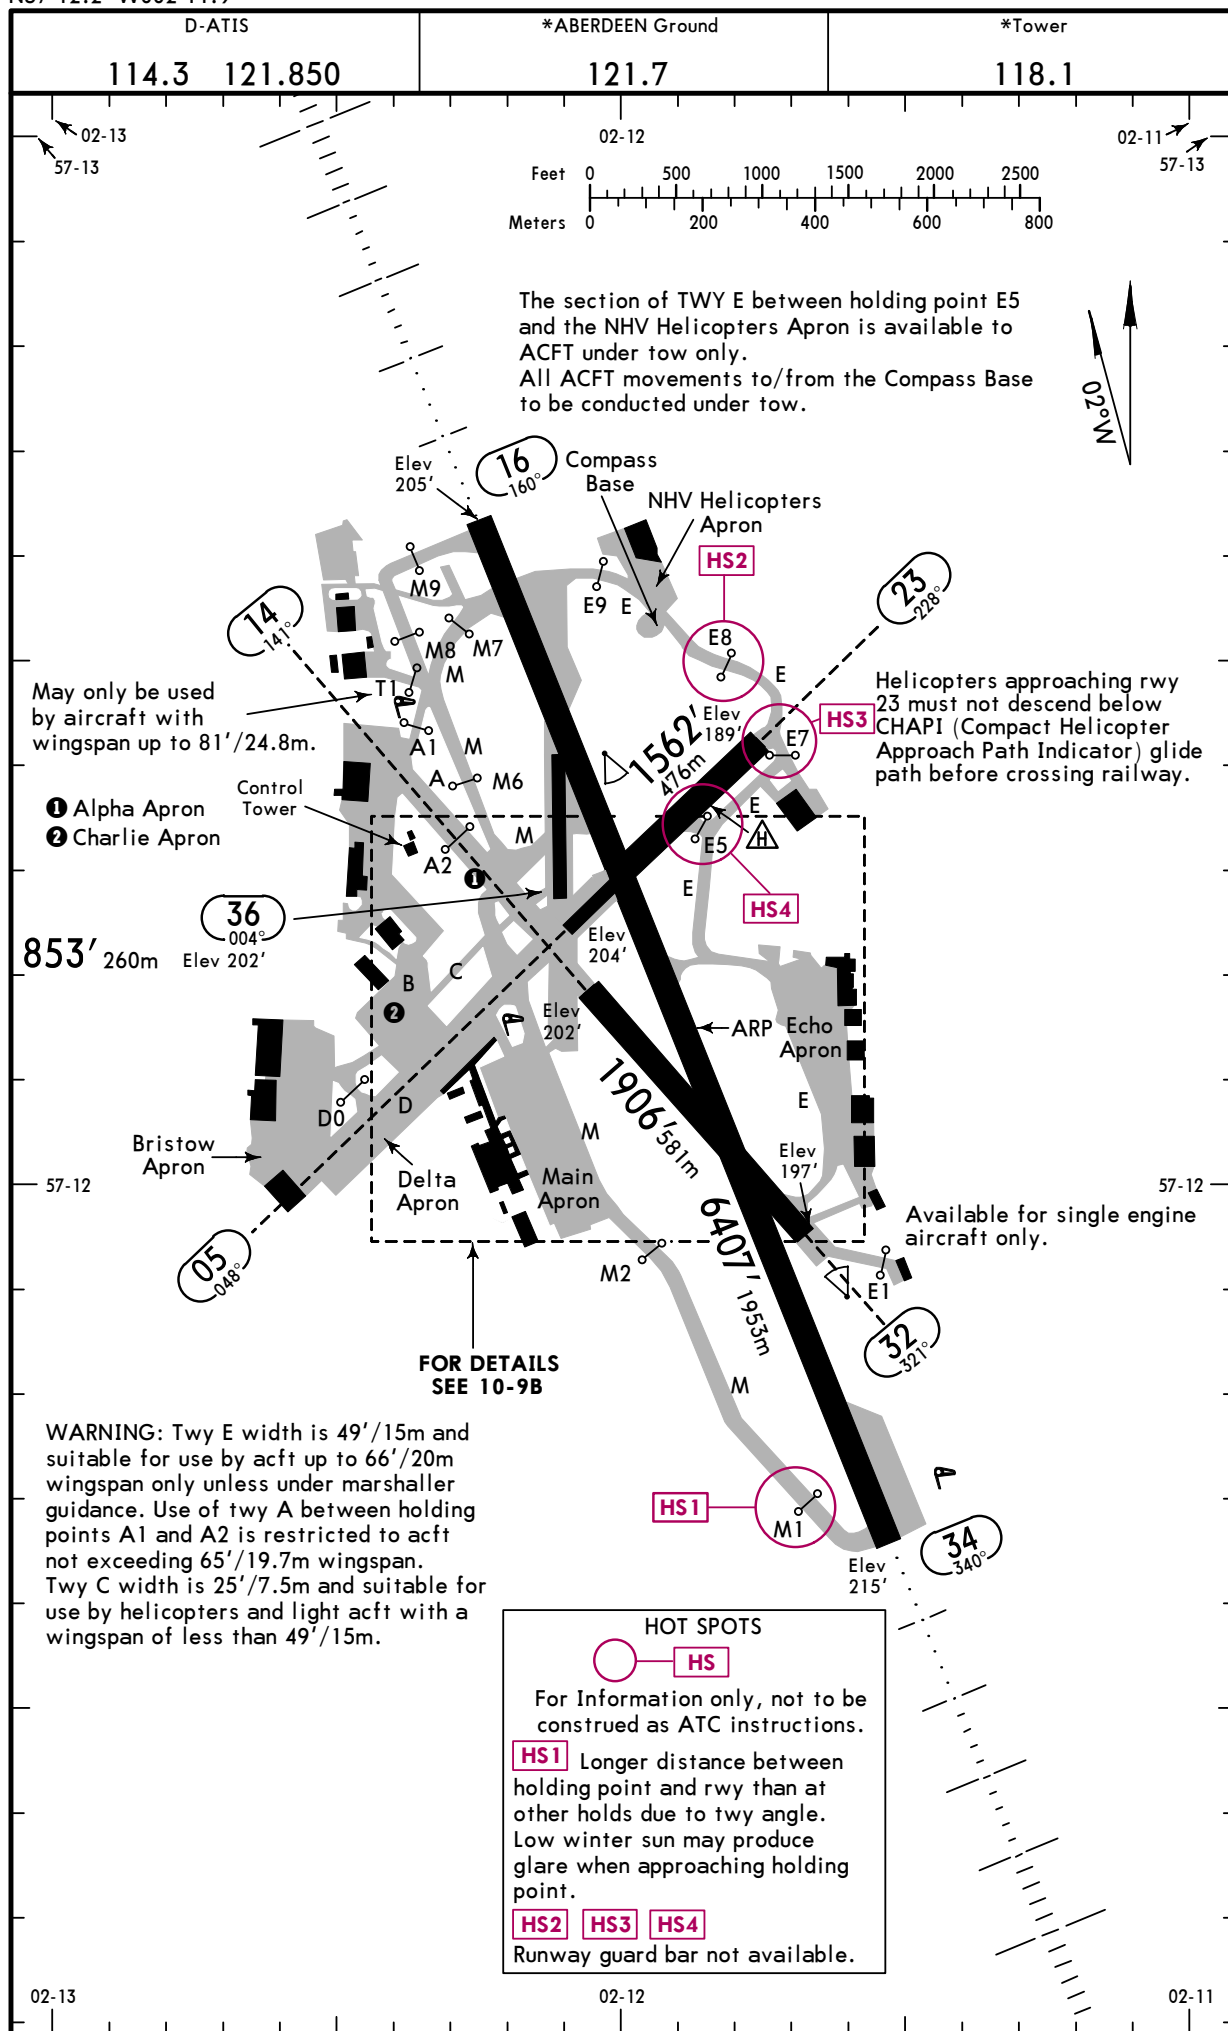 D-ATIS
*ABERDEEN Ground
*Tower
114.3 121.850
121.7
118.1
02-13
02-12
02-11
57-13
57-13
Feet 0 500 1000 1500 2000 2500
Meters 0 200 400 600 800
The section of TWY E between holding point E5
and the NHV Helicopters Apron is available to
ACFT under tow only.
All ACFT movements to/from the Compass Base
to be conducted under tow.
02°W
Elev
205'
16
160°
Compass
Base
NHV Helicopters
Apron
HS2
M9
E9
E
23
228°
14
141°
M8
M7
E8
E
T1
M
May only be used
by aircraft with
wingspan up to 81'/24.8m.
Helicopters approaching rwy
23 must not descend below
CHAPI (Compact Helicopter
Approach Path Indicator) glide
path before crossing railway.
A1
M
1562'
476m
Elev
189'
HS3
E7
A
M6
Control
Tower
❶ Alpha Apron
❷ Charlie Apron
M
E
H
A2
E5
❶
E
HS4
36
004°
853' 260m
Elev 202'
Elev
204'
B
C
❷
Elev
202'
ARP
Echo
Apron
1906' 581m
E
D0
D
M
Bristow
Apron
Delta
Apron
Main
Apron
Elev
197'
57-12
57-12
6407' 1953m
Available for single engine
aircraft only.
05
048°
M2
E1
32
321°
FOR DETAILS
SEE 10-9B
M
WARNING: Twy E width is 49'/15m and
suitable for use by acft up to 66'/20m
wingspan only unless under marshaller
guidance. Use of twy A between holding
points A1 and A2 is restricted to acft
not exceeding 65'/19.7m wingspan.
Twy C width is 25'/7.5m and suitable for
use by helicopters and light acft with a
wingspan of less than 49'/15m.
HS1
M1
34
340°
Elev
215'
HOT SPOTS
HS
For Information only, not to be
construed as ATC instructions.
HS1 Longer distance between
holding point and rwy than at
other holds due to twy angle.
Low winter sun may produce
glare when approaching holding
point.
HS2 HS3 HS4
Runway guard bar not available.
02-13
02-12
02-11